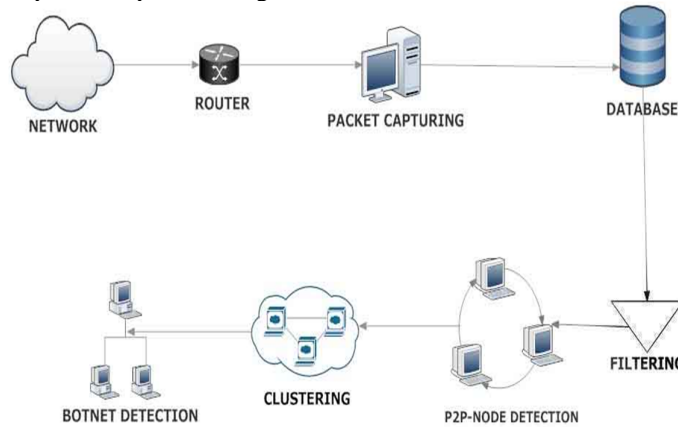 NETWORK
ROUTER
PACKET CAPTURING
DATABASE
FILTERING
P2P-NODE DETECTION
CLUSTERING
BOTNET DETECTION